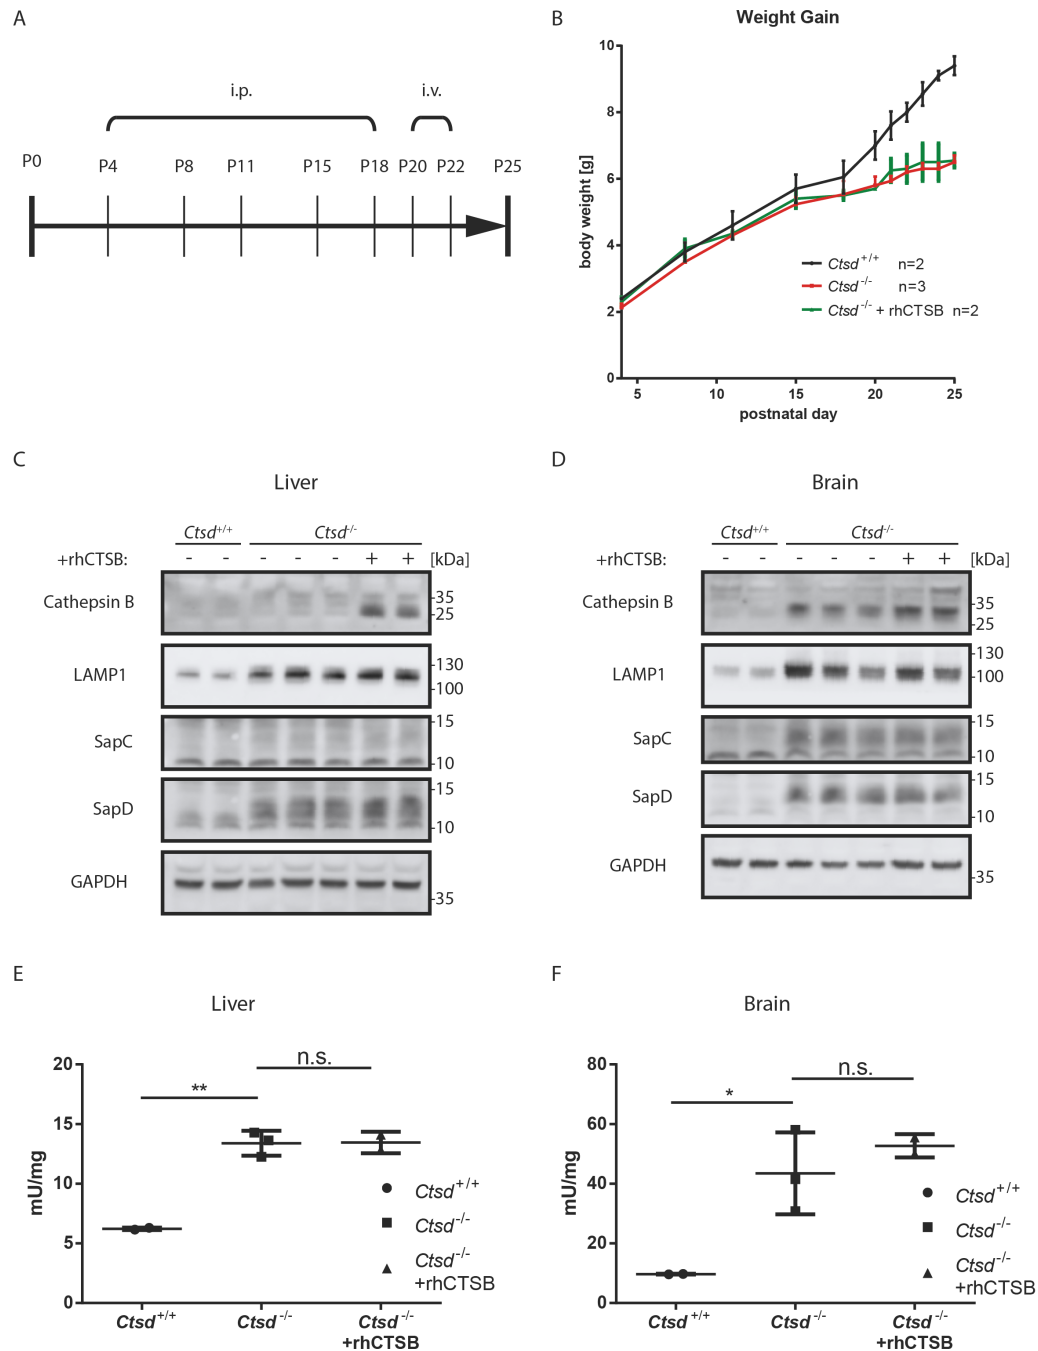 A
i.p.
i.v.
P0
P4
P8
P11
P15
P18
P20
P22
P25
B
Weight Gain
10
8
6
4
2
0
body weight [g]
5
10
15
20
25
postnatal day
Ctsd+/+ n=2
Ctsd-/- n=3
Ctsd-/- + rhCTSB n=2
C
Liver
Ctsd+/+ Ctsd-/-
+rhCTSB: - - - - - + + [kDa]
Cathepsin B
-35
-25
LAMP1
-130
-100
SapC
-15
-10
SapD
-15
-10
GAPDH
-35
D
Brain
Ctsd+/+ Ctsd-/-
+rhCTSB: - - - - - + + [kDa]
Cathepsin B
-35
-25
LAMP1
-130
-100
SapC
-15
-10
SapD
-15
-10
GAPDH
-35
E
Liver
20
15
10
5
0
mU/mg
**
n.s.
Ctsd+/+
Ctsd-/-
Ctsd-/-
+rhCTSB
Ctsd+/+
Ctsd-/-
Ctsd-/-
+rhCTSB
F
Brain
80
60
40
20
0
mU/mg
*
n.s.
Ctsd+/+
Ctsd-/-
Ctsd-/-
+rhCTSB
Ctsd+/+
Ctsd-/-
Ctsd-/-
+rhCTSB